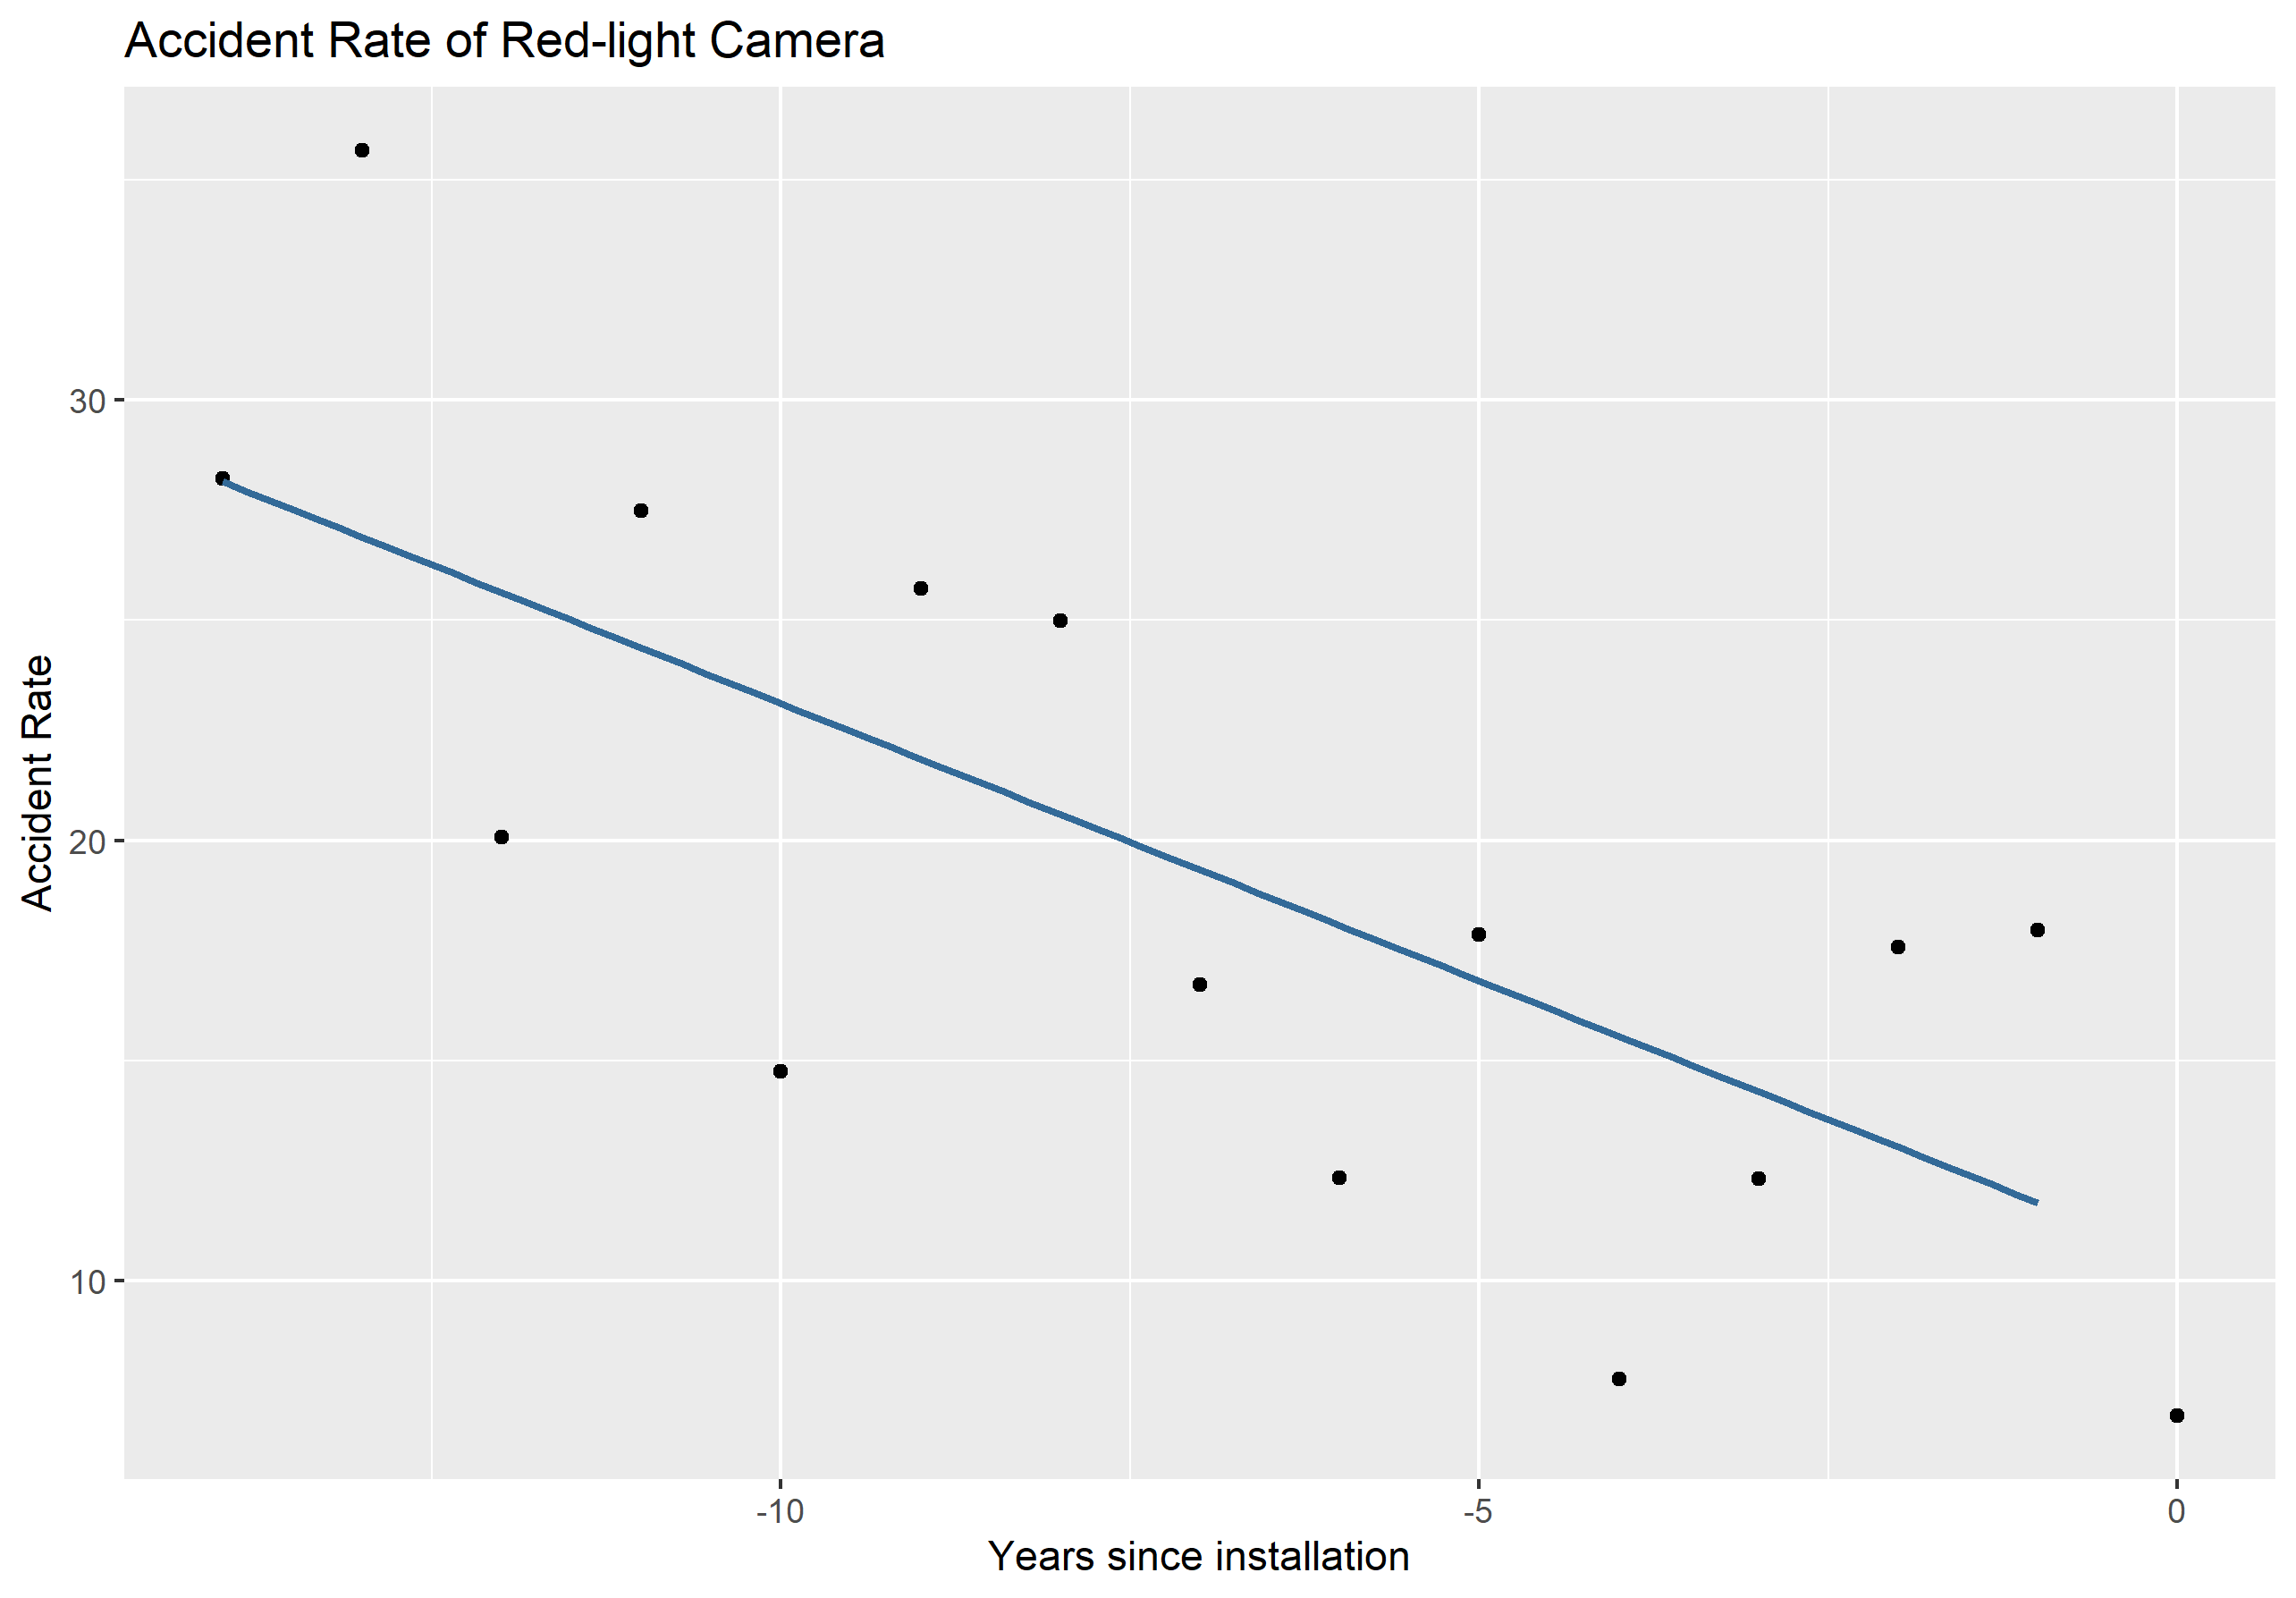 Accident Rate of Red-light Camera
30
20
10
Accident Rate
-10
-5
0
Years since installation